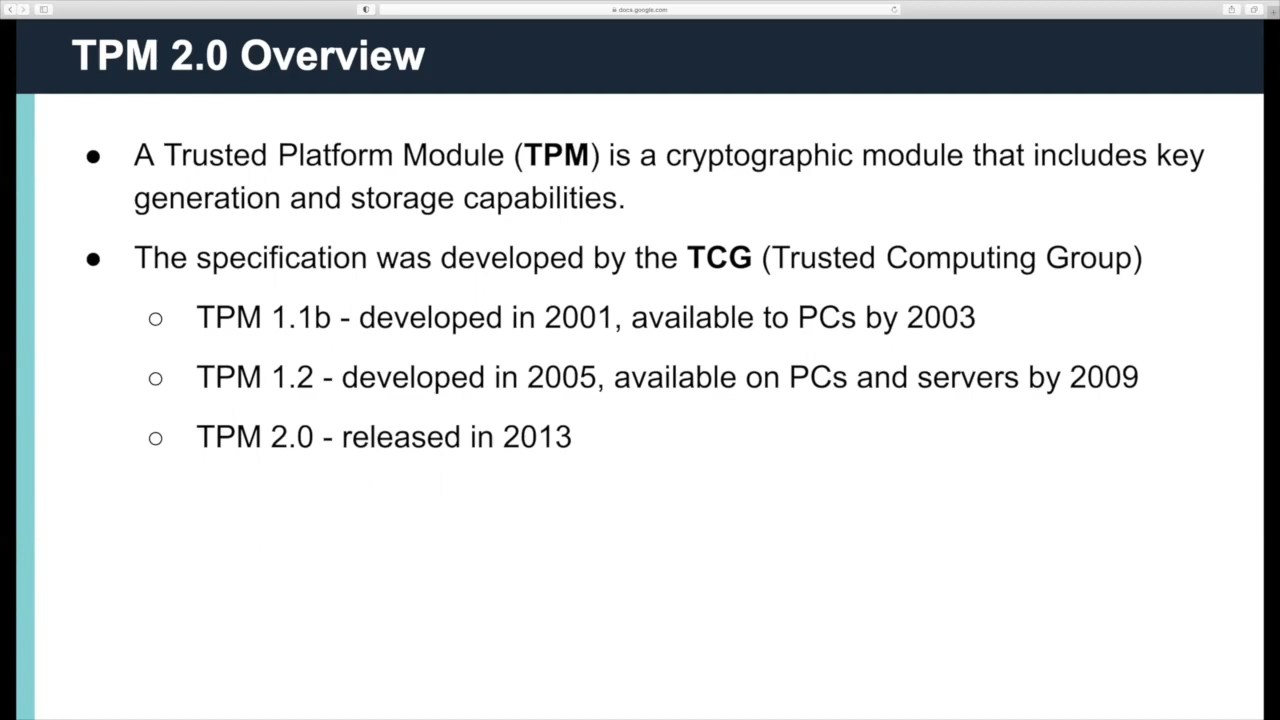 docs.google.com
TPM 2.0 Overview
● A Trusted Platform Module (TPM) is a cryptographic module that includes key
generation and storage capabilities.
● The specification was developed by the TCG (Trusted Computing Group)
○ TPM 1.1b - developed in 2001, available to PCs by 2003
○ TPM 1.2 - developed in 2005, available on PCs and servers by 2009
○ TPM 2.0 - released in 2013